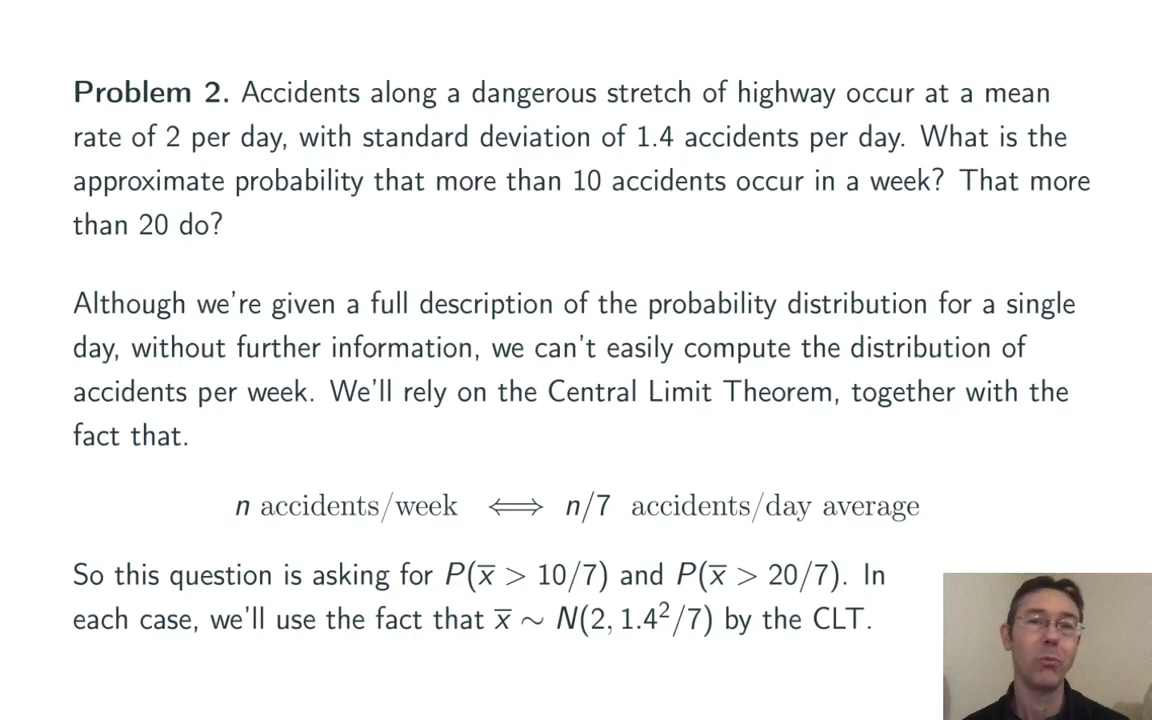 Problem 2. Accidents along a dangerous stretch of highway occur at a mean
rate of 2 per day, with standard deviation of 1.4 accidents per day. What is the
approximate probability that more than 10 accidents occur in a week? That more
than 20 do?
Although we're given a full description of the probability distribution for a single
day, without further information, we can't easily compute the distribution of
accidents per week. We'll rely on the Central Limit Theorem, together with the
fact that.
n accidents/week ⟺ n/7 accidents/day average
So this question is asking for P(x̅ > 10/7) and P(x̅ > 20/7). In
each case, we'll use the fact that x̅ ∼ N(2, 1.4²/7) by the CLT.